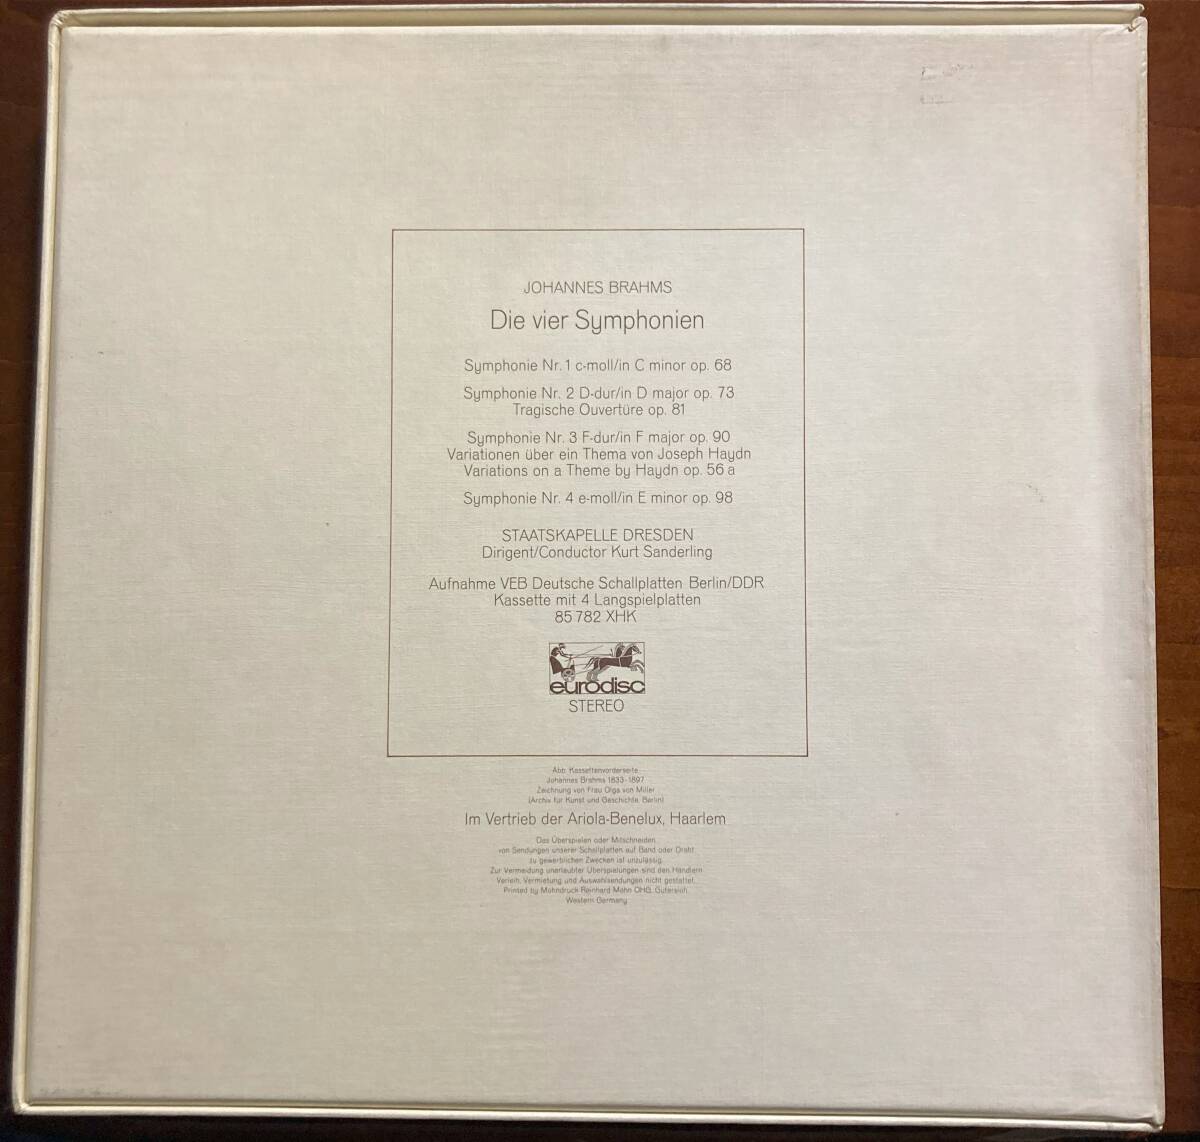 JOHANNES BRAHMS
Die vier Symphonien
Symphonie Nr. 1 c-moll/in C minor op. 68
Symphonie Nr. 2 D-dur/in D major op. 73
Tragische Ouvertüre op. 81
Symphonie Nr. 3 F-dur/in F major op. 90
Variationen über ein Thema von Joseph Haydn
Variations on a Theme by Haydn op. 56 a
Symphonie Nr. 4 e-moll/in E minor op. 98
STAATSKAPELLE DRESDEN
Dirigent/Conductor Kurt Sanderling
Aufnahme VEB Deutsche Schallplatten Berlin/DDR
Kassette mit 4 Langspielplatten
85 782 XHK
eurodisc
STEREO
Abb. Kassettenvorderseite
Johannes Brahms 1833-1897
Zeichnung von Frau Olga von Miller
(Archiv für Kunst und Geschichte, Berlin)
Im Vertrieb der Ariola-Benelux, Haarlem
Das Überspielen oder Mitschneiden
von Sendungen unserer Schallplatten auf Band oder Draht
zu gewerblichen Zwecken ist unzulässig.
Zur Vermeidung unerlaubter Überspielungen sind den Händlern
Verleih, Vermietung und Auswahlsendungen nicht gestattet.
Printed by Mohndruck Reinhard Mohn OHG, Gütersloh,
Western Germany